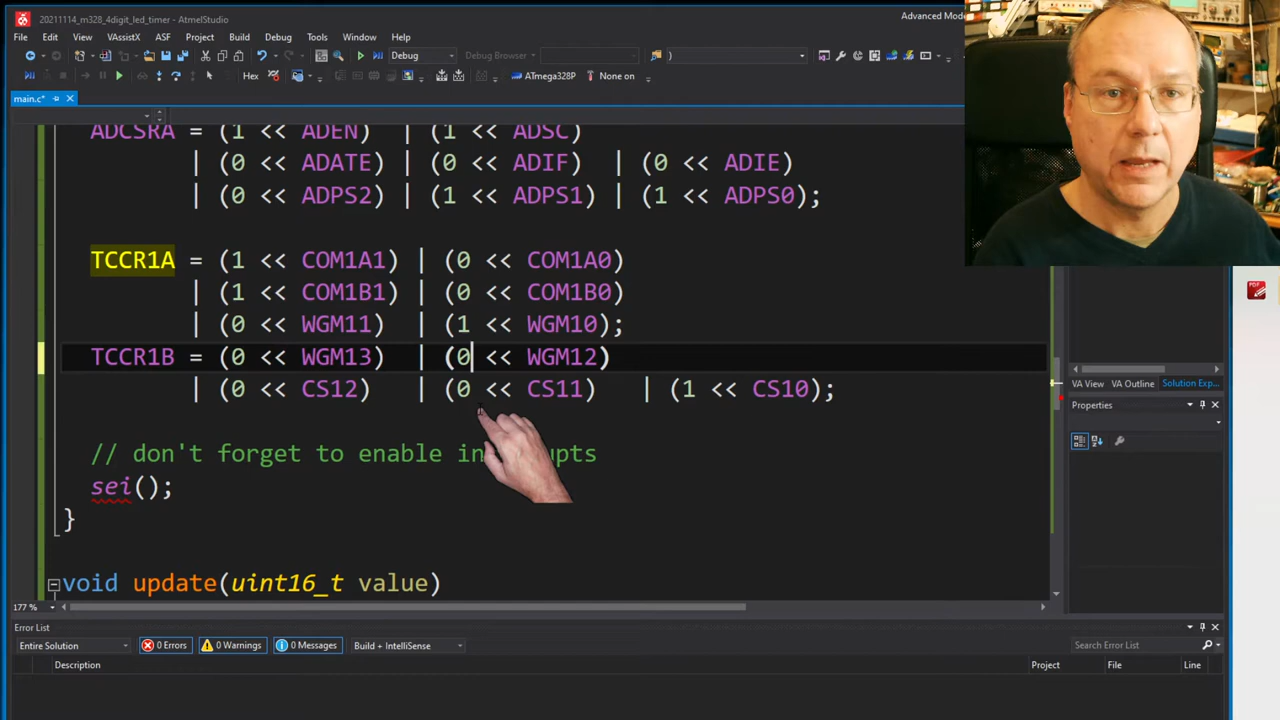 20211114_m328_4digit_led_timer - AtmelStudio
Advanced Mode
File Edit View VAssistX ASF Project Build Debug Tools Window Help
Debug Debug Browser )
Hex ATmega328P None on
main.c*
ADCSRA = (1 << ADEN) | (1 << ADSC)
| (0 << ADATE) | (0 << ADIF) | (0 << ADIE)
| (0 << ADPS2) | (1 << ADPS1) | (1 << ADPS0);
TCCR1A = (1 << COM1A1) | (0 << COM1A0)
| (1 << COM1B1) | (0 << COM1B0)
| (0 << WGM11) | (1 << WGM10);
TCCR1B = (0 << WGM13) | (0 << WGM12)
| (0 << CS12) | (0 << CS11) | (1 << CS10);
// don't forget to enable in upts
sei();
}
void update(uint16_t value)
177 %
VA View VA Outline Solution Exp...
Properties
PDF
Error List
Entire Solution 0 Errors 0 Warnings 0 Messages Build + IntelliSense
Search Error List
Description Project File Line